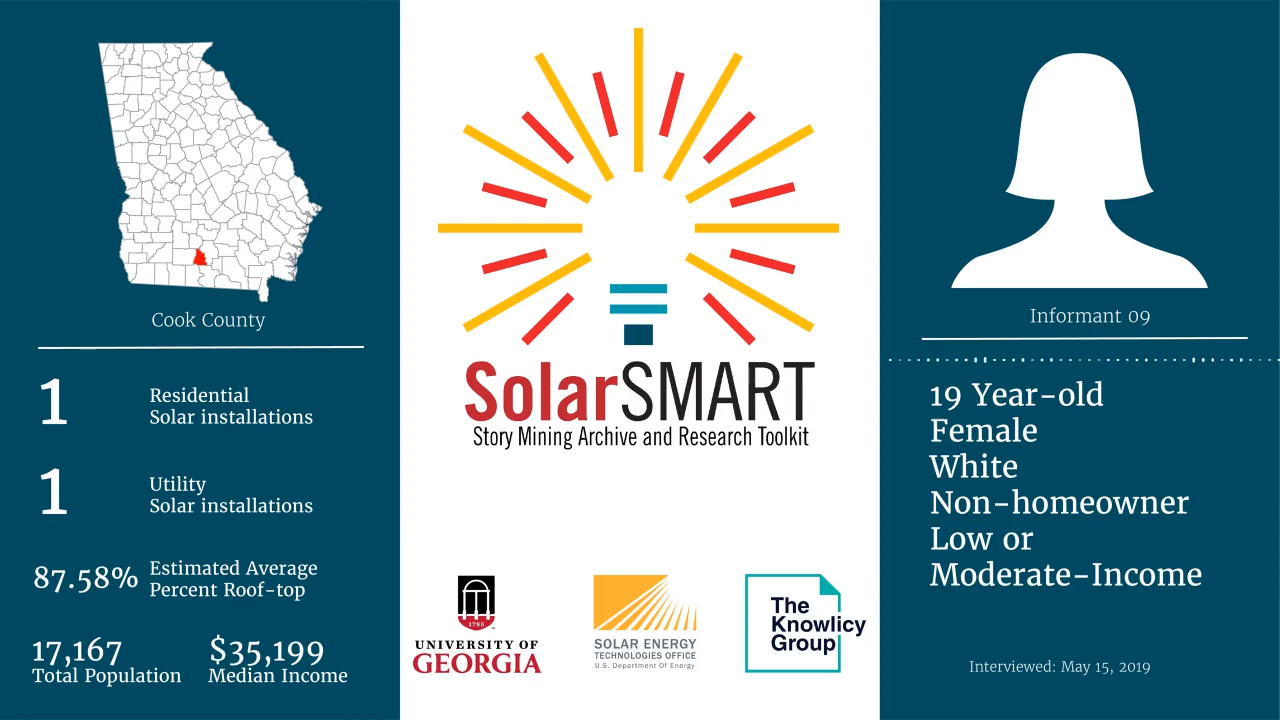 Cook County
1
Residential
Solar installations
1
Utility
Solar installations
87.58%
Estimated Average
Percent Roof-top
17,167
Total Population
$35,199
Median Income
SolarSMART
Story Mining Archive and Research Toolkit
1785
UNIVERSITY OF
GEORGIA
SOLAR ENERGY
TECHNOLOGIES OFFICE
U.S. Department Of Energy
The
Knowlicy
Group
Informant 09
19 Year-old
Female
White
Non-homeowner
Low or
Moderate-Income
Interviewed: May 15, 2019